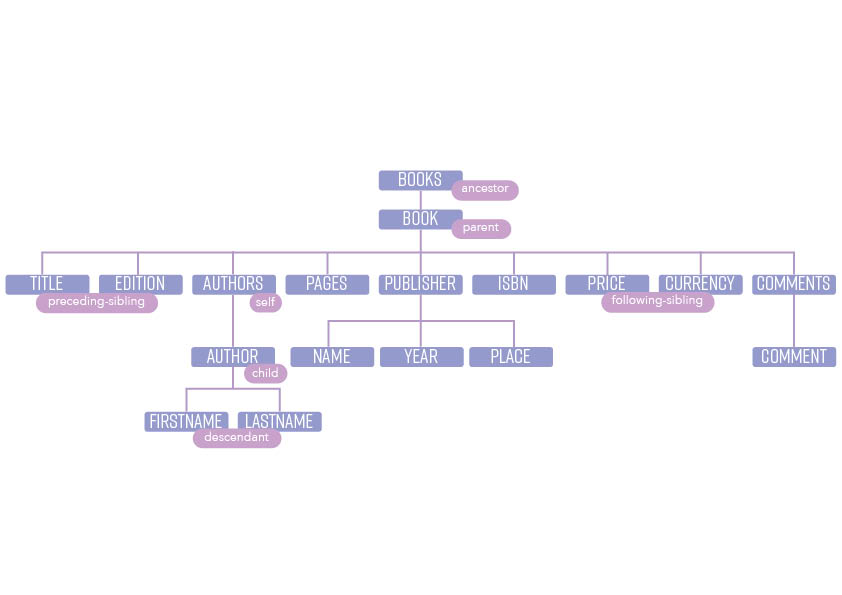 BOOKS
ancestor
BOOK
parent
TITLE EDITION AUTHORS PAGES PUBLISHER ISBN PRICE CURRENCY COMMENTS
preceding-sibling self following-sibling
AUTHOR NAME YEAR PLACE COMMENT
child
FIRSTNAME LASTNAME
descendant